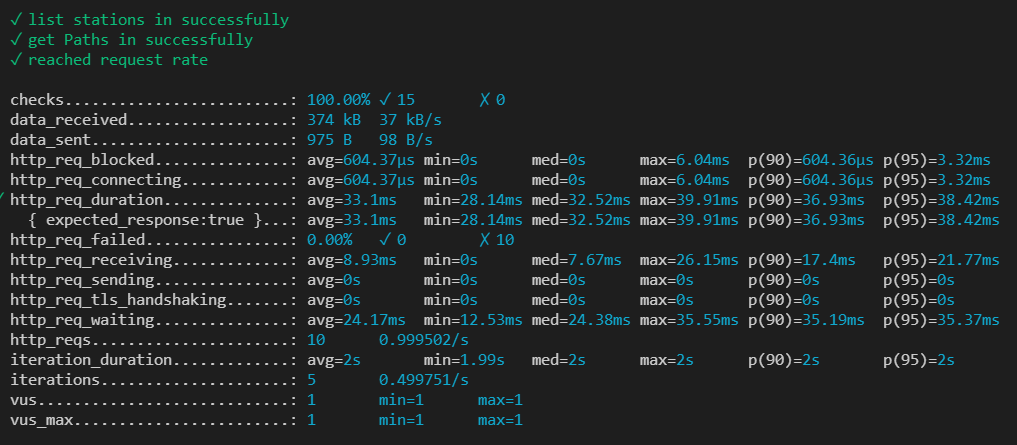 ✓ list stations in successfully
✓ get Paths in successfully
✓ reached request rate
checks.........................: 100.00% ✓ 15 ✗ 0
data_received..................: 374 kB 37 kB/s
data_sent......................: 975 B 98 B/s
http_req_blocked...............: avg=604.37µs min=0s med=0s max=6.04ms p(90)=604.36µs p(95)=3.32ms
http_req_connecting............: avg=604.37µs min=0s med=0s max=6.04ms p(90)=604.36µs p(95)=3.32ms
✓ http_req_duration..............: avg=33.1ms min=28.14ms med=32.52ms max=39.91ms p(90)=36.93ms p(95)=38.42ms
{ expected_response:true }...: avg=33.1ms min=28.14ms med=32.52ms max=39.91ms p(90)=36.93ms p(95)=38.42ms
http_req_failed................: 0.00% ✓ 0 ✗ 10
http_req_receiving.............: avg=8.93ms min=0s med=7.67ms max=26.15ms p(90)=17.4ms p(95)=21.77ms
http_req_sending...............: avg=0s min=0s med=0s max=0s p(90)=0s p(95)=0s
http_req_tls_handshaking.......: avg=0s min=0s med=0s max=0s p(90)=0s p(95)=0s
http_req_waiting...............: avg=24.17ms min=12.53ms med=24.38ms max=35.55ms p(90)=35.19ms p(95)=35.37ms
http_reqs......................: 10 0.999502/s
iteration_duration.............: avg=2s min=1.99s med=2s max=2s p(90)=2s p(95)=2s
iterations.....................: 5 0.499751/s
vus............................: 1 min=1 max=1
vus_max........................: 1 min=1 max=1